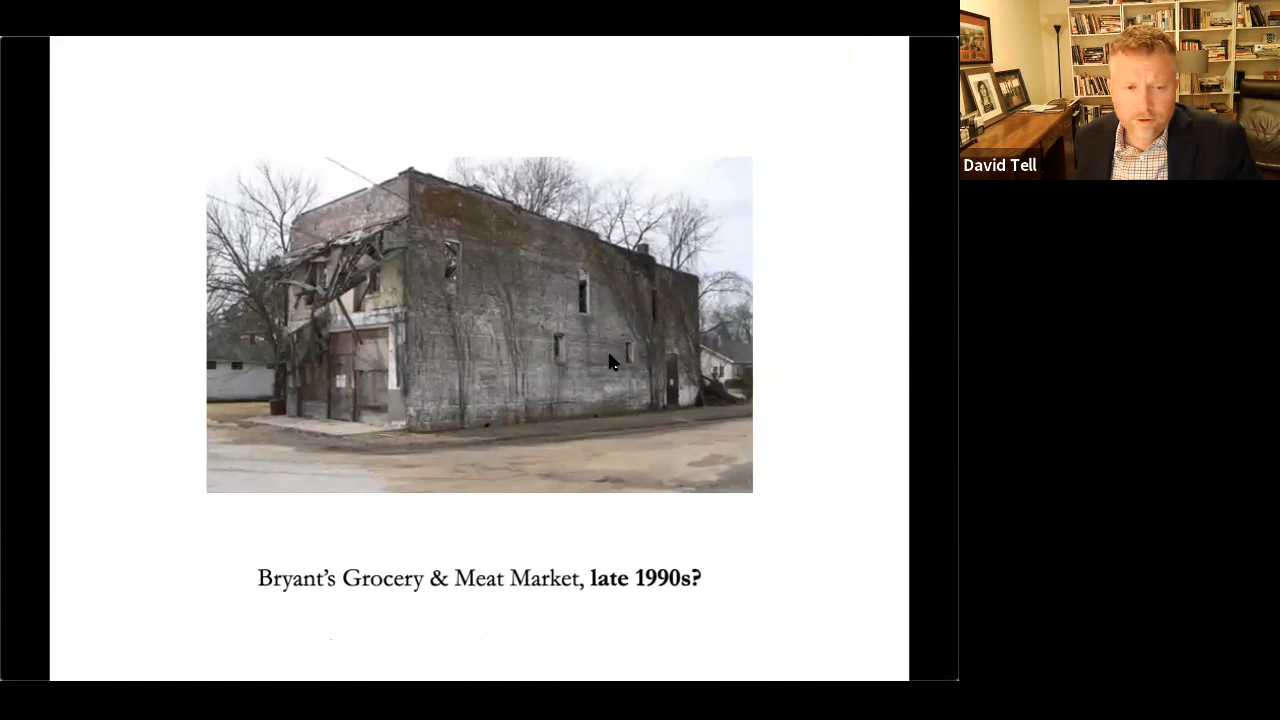 David Tell
Bryant’s Grocery & Meat Market, late 1990s?